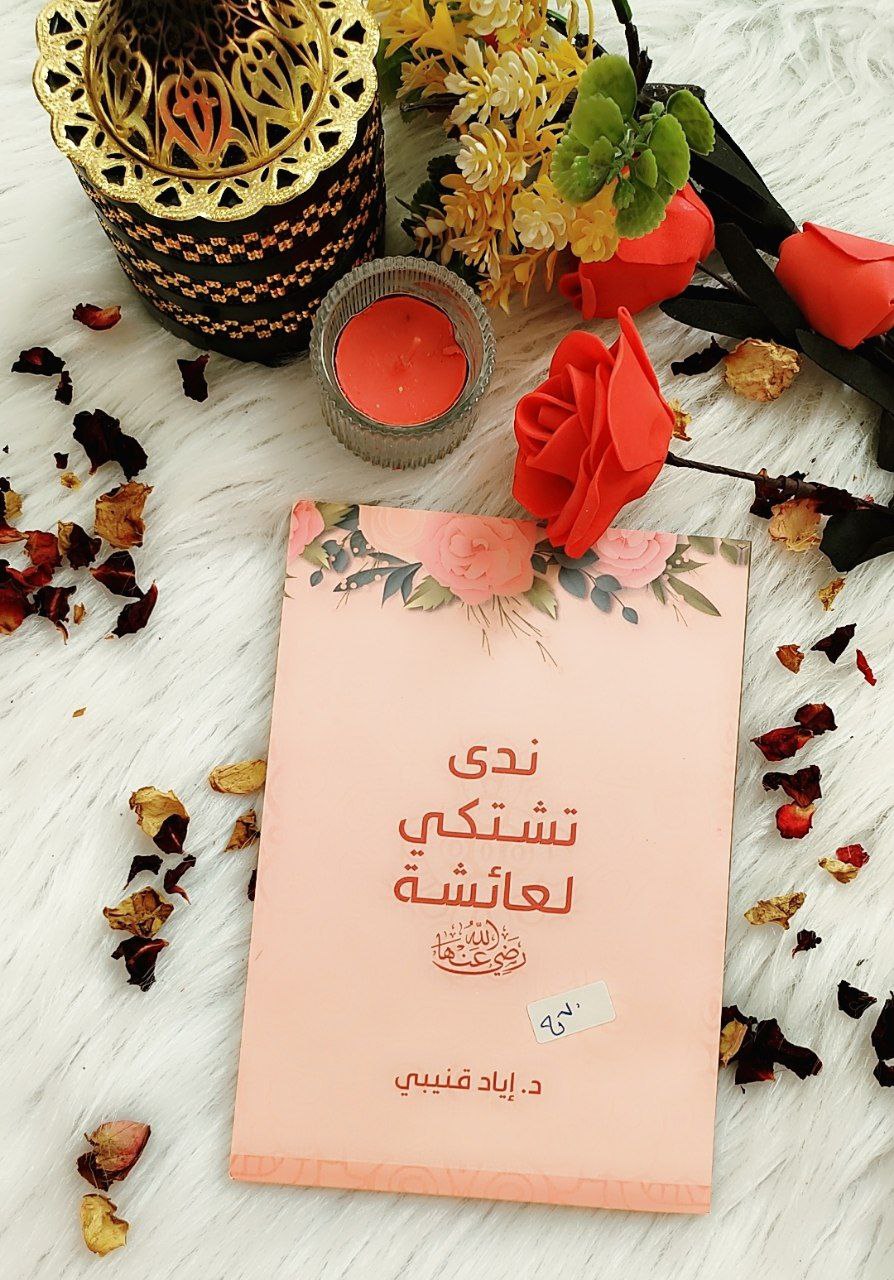 ندى
تشتكي
لعائشة
رضي الله عنها
د. إياد قنيبي